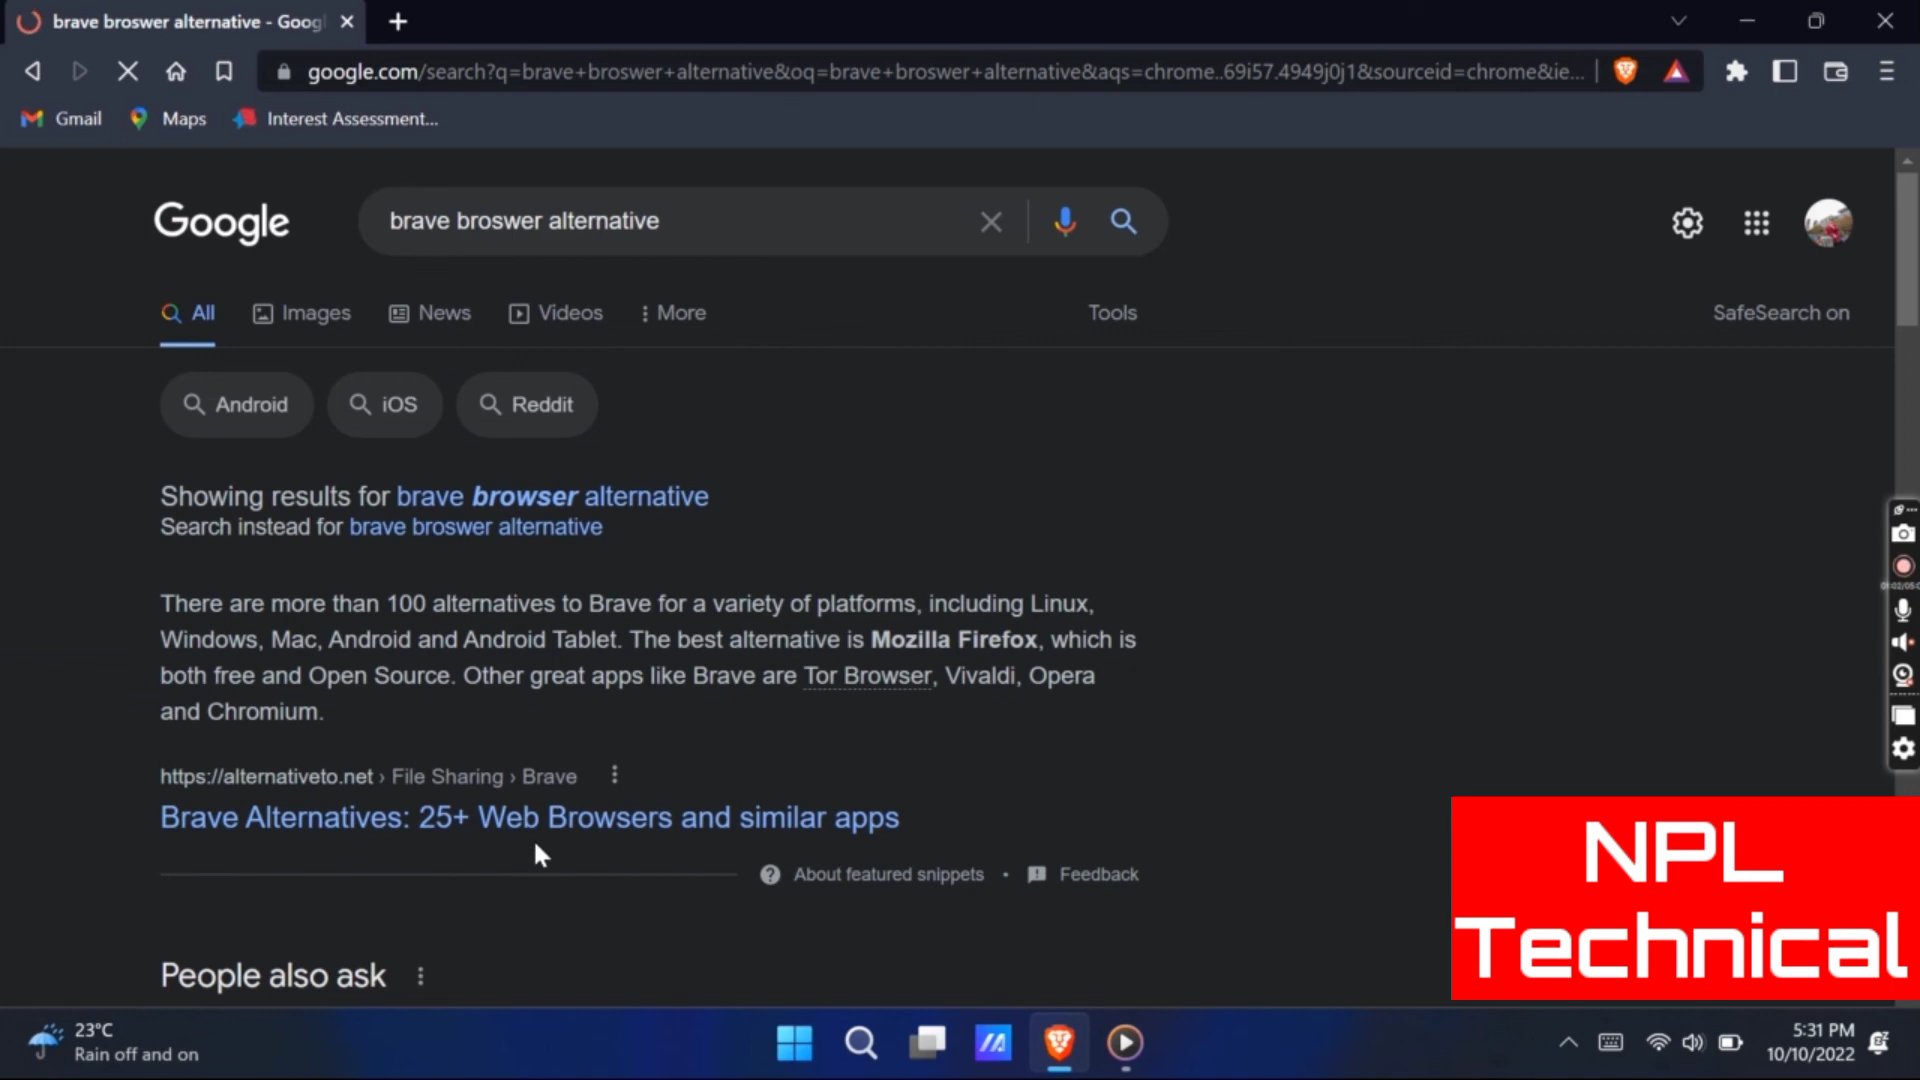 brave broswer alternative - Goog
google.com/search?q=brave+broswer+alternative&oq=brave+broswer+alternative&aqs=chrome..69i57.4949j0j1&sourceid=chrome&ie...
Gmail
Maps
Interest Assessment...
Google
brave broswer alternative
All
Images
News
Videos
More
Tools
SafeSearch on
Android
iOS
Reddit
Showing results for brave browser alternative
Search instead for brave broswer alternative
There are more than 100 alternatives to Brave for a variety of platforms, including Linux,
Windows, Mac, Android and Android Tablet. The best alternative is Mozilla Firefox, which is
both free and Open Source. Other great apps like Brave are Tor Browser, Vivaldi, Opera
and Chromium.
https://alternativeto.net › File Sharing › Brave
Brave Alternatives: 25+ Web Browsers and similar apps
About featured snippets • Feedback
People also ask
NPL
Technical
23°C
Rain off and on
5:31 PM
10/10/2022